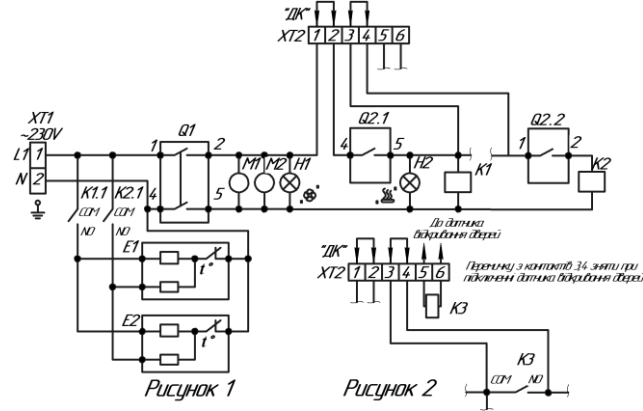 "ДК"
XT2 1 2 3 4 5 6
XT1
~230V
L1 1
N 2
Q1
1 2
4 5
M1 M2 H1
Q2.1
4 5
H2
K1
Q2.2
1 2
K2
K1.1 K2.1
COM COM
NO NO
E1
t°
E2
t°
До датчика
відкривання дверей
"ДК"
XT2 1 2 3 4 5 6
Перемичку з контактів 3,4 зняти при
підключенні датчика відкривання дверей
K3
K3
COM NO
Рисунок 1 Рисунок 2